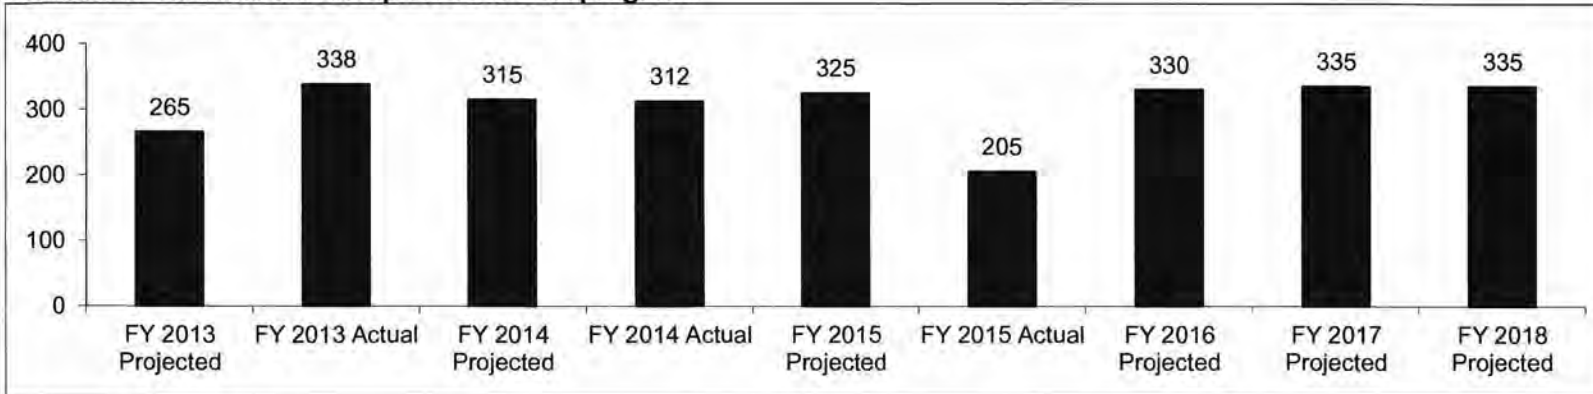 400
300
200
100
0
265
338
315
312
325
205
330
335
335
FY 2013 Projected
FY 2013 Actual
FY 2014 Projected
FY 2014 Actual
FY 2015 Projected
FY 2015 Actual
FY 2016 Projected
FY 2017 Projected
FY 2018 Projected